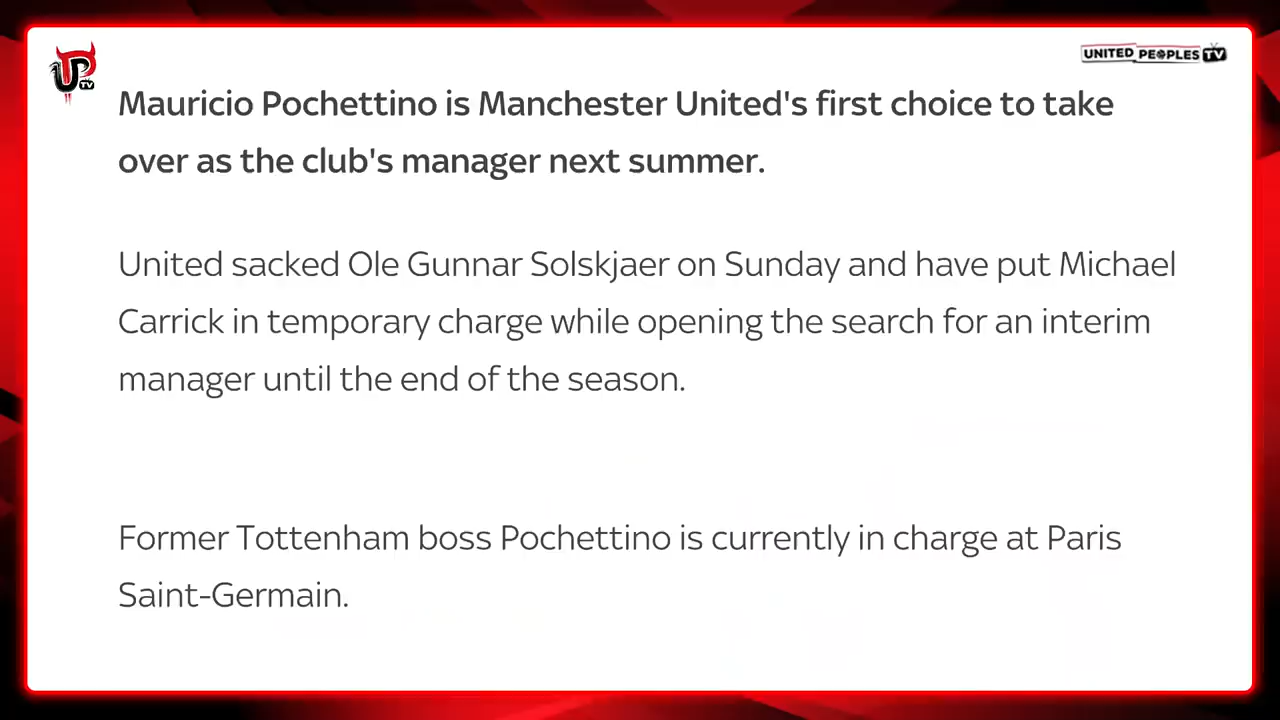 UP
TV
UNITED PEOPLES TV
Mauricio Pochettino is Manchester United's first choice to take
over as the club's manager next summer.
United sacked Ole Gunnar Solskjaer on Sunday and have put Michael
Carrick in temporary charge while opening the search for an interim
manager until the end of the season.
Former Tottenham boss Pochettino is currently in charge at Paris
Saint-Germain.